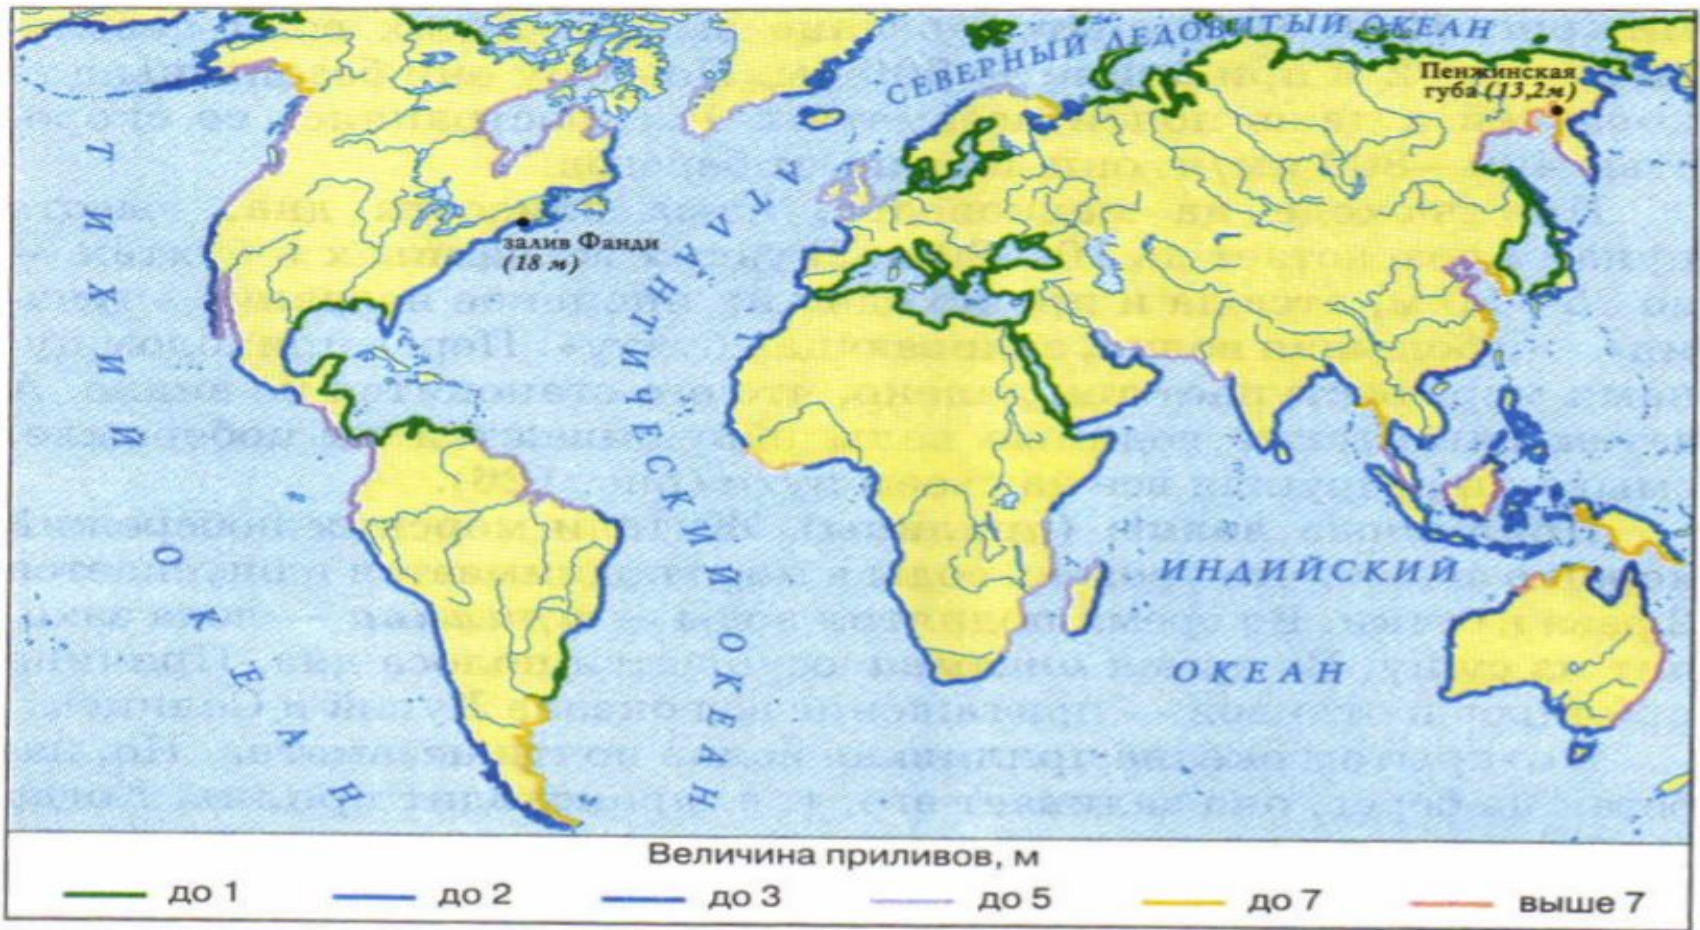 СЕВЕРНЫЙ ЛЕДОВИТЫЙ ОКЕАН
Пенжинская
губа (13,2м)
ТИХИЙ ОКЕАН
АТЛАНТИЧЕСКИЙ ОКЕАН
залив Фанди
(18 м)
ИНДИЙСКИЙ
ОКЕАН
Величина приливов, м
до 1
до 2
до 3
до 5
до 7
выше 7